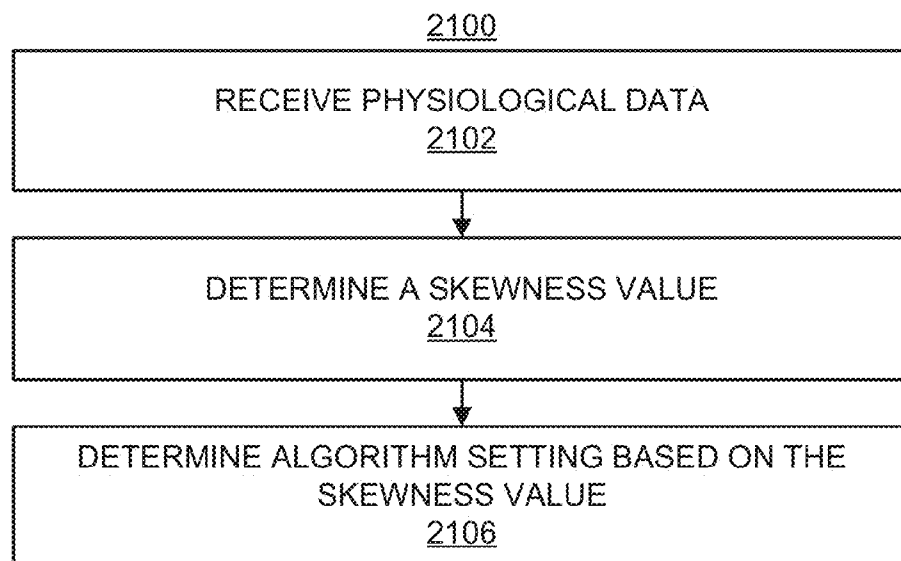 2100
RECEIVE PHYSIOLOGICAL DATA
2102
DETERMINE A SKEWNESS VALUE
2104
DETERMINE ALGORITHM SETTING BASED ON THE
SKEWNESS VALUE
2106